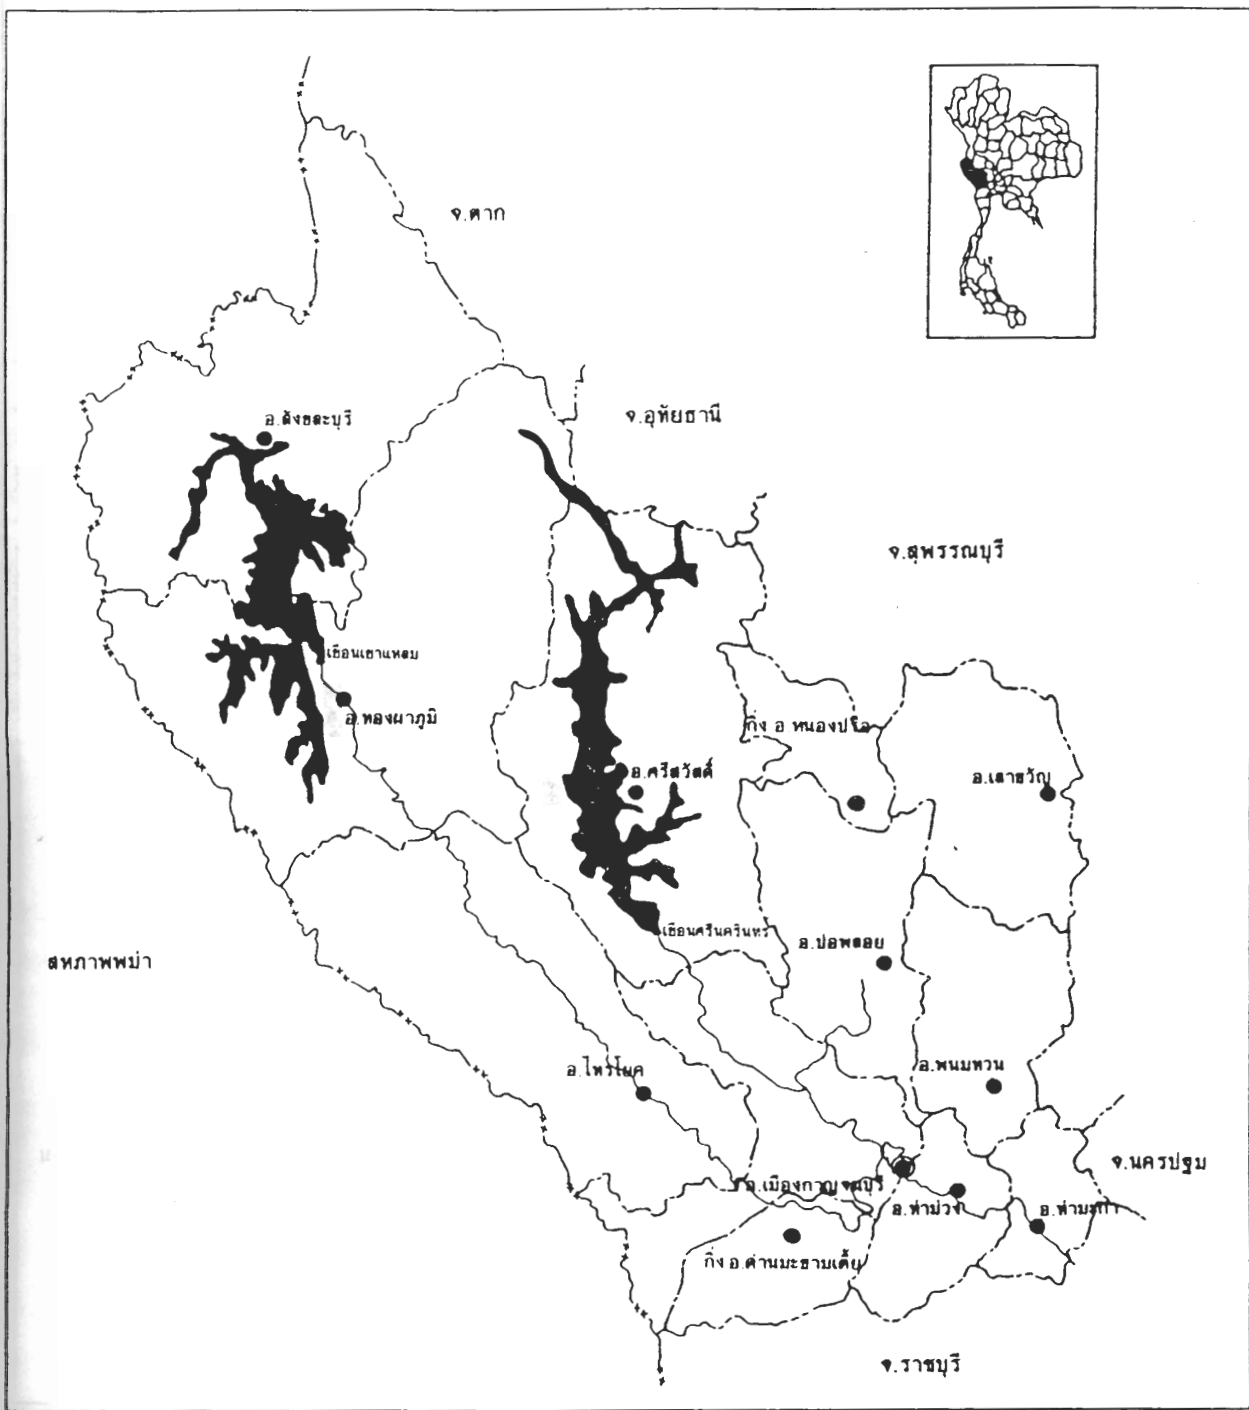 จ.ตาก
อ.สังขละบุรี
จ.อุทัยธานี
จ.สุพรรณบุรี
เขื่อนเขาแหลม
อ.ทองผาภูมิ
กิ่ง อ.หนองปรือ
อ.ศรีสวัสดิ์
อ.เลาขวัญ
เขื่อนศรีนครินทร์
อ.บ่อพลอย
สหภาพพม่า
อ.ไทรโยค
อ.พนมทวน
จ.นครปฐม
อ.เมืองกาญจนบุรี
อ.ท่าม่วง
อ.ท่ามะกา
กิ่ง อ.ด่านมะขามเตี้ย
จ.ราชบุรี